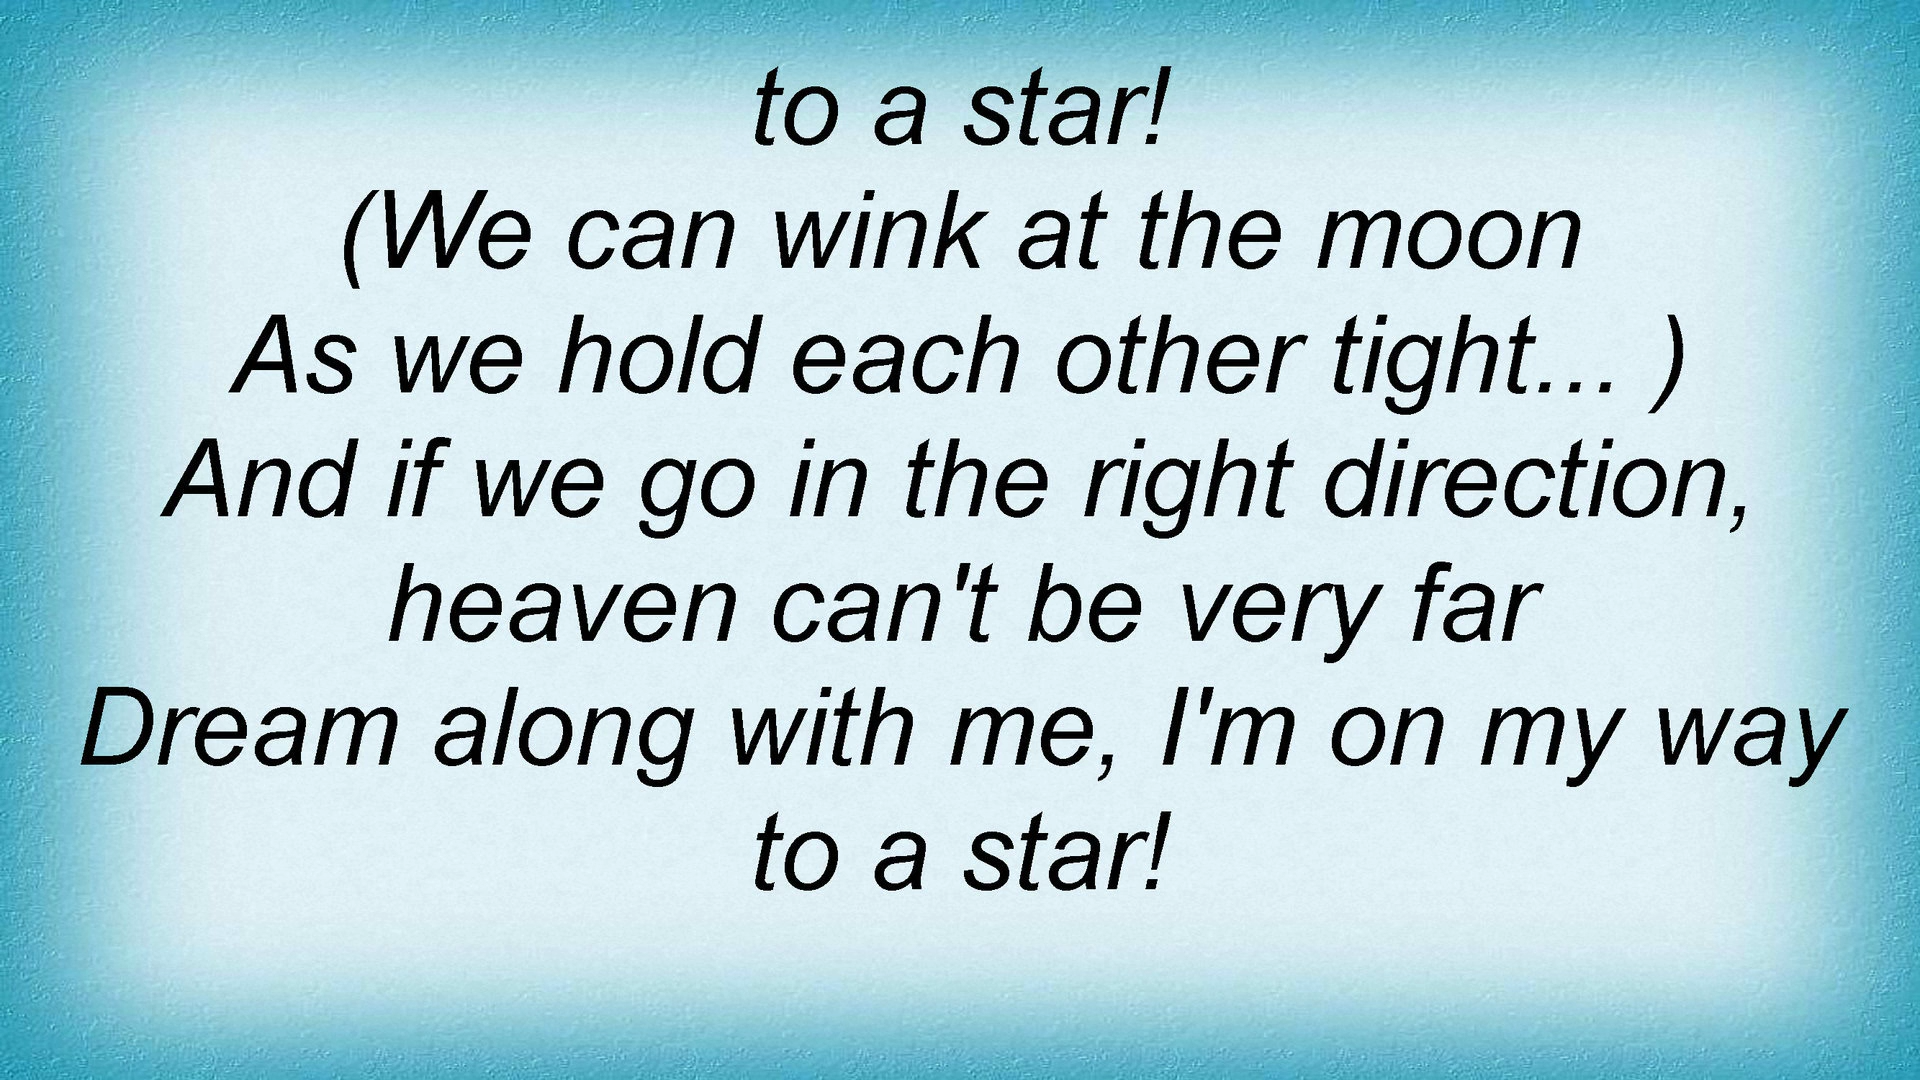 to a star!
(We can wink at the moon
As we hold each other tight... )
And if we go in the right direction,
heaven can't be very far
Dream along with me, I'm on my way
to a star!